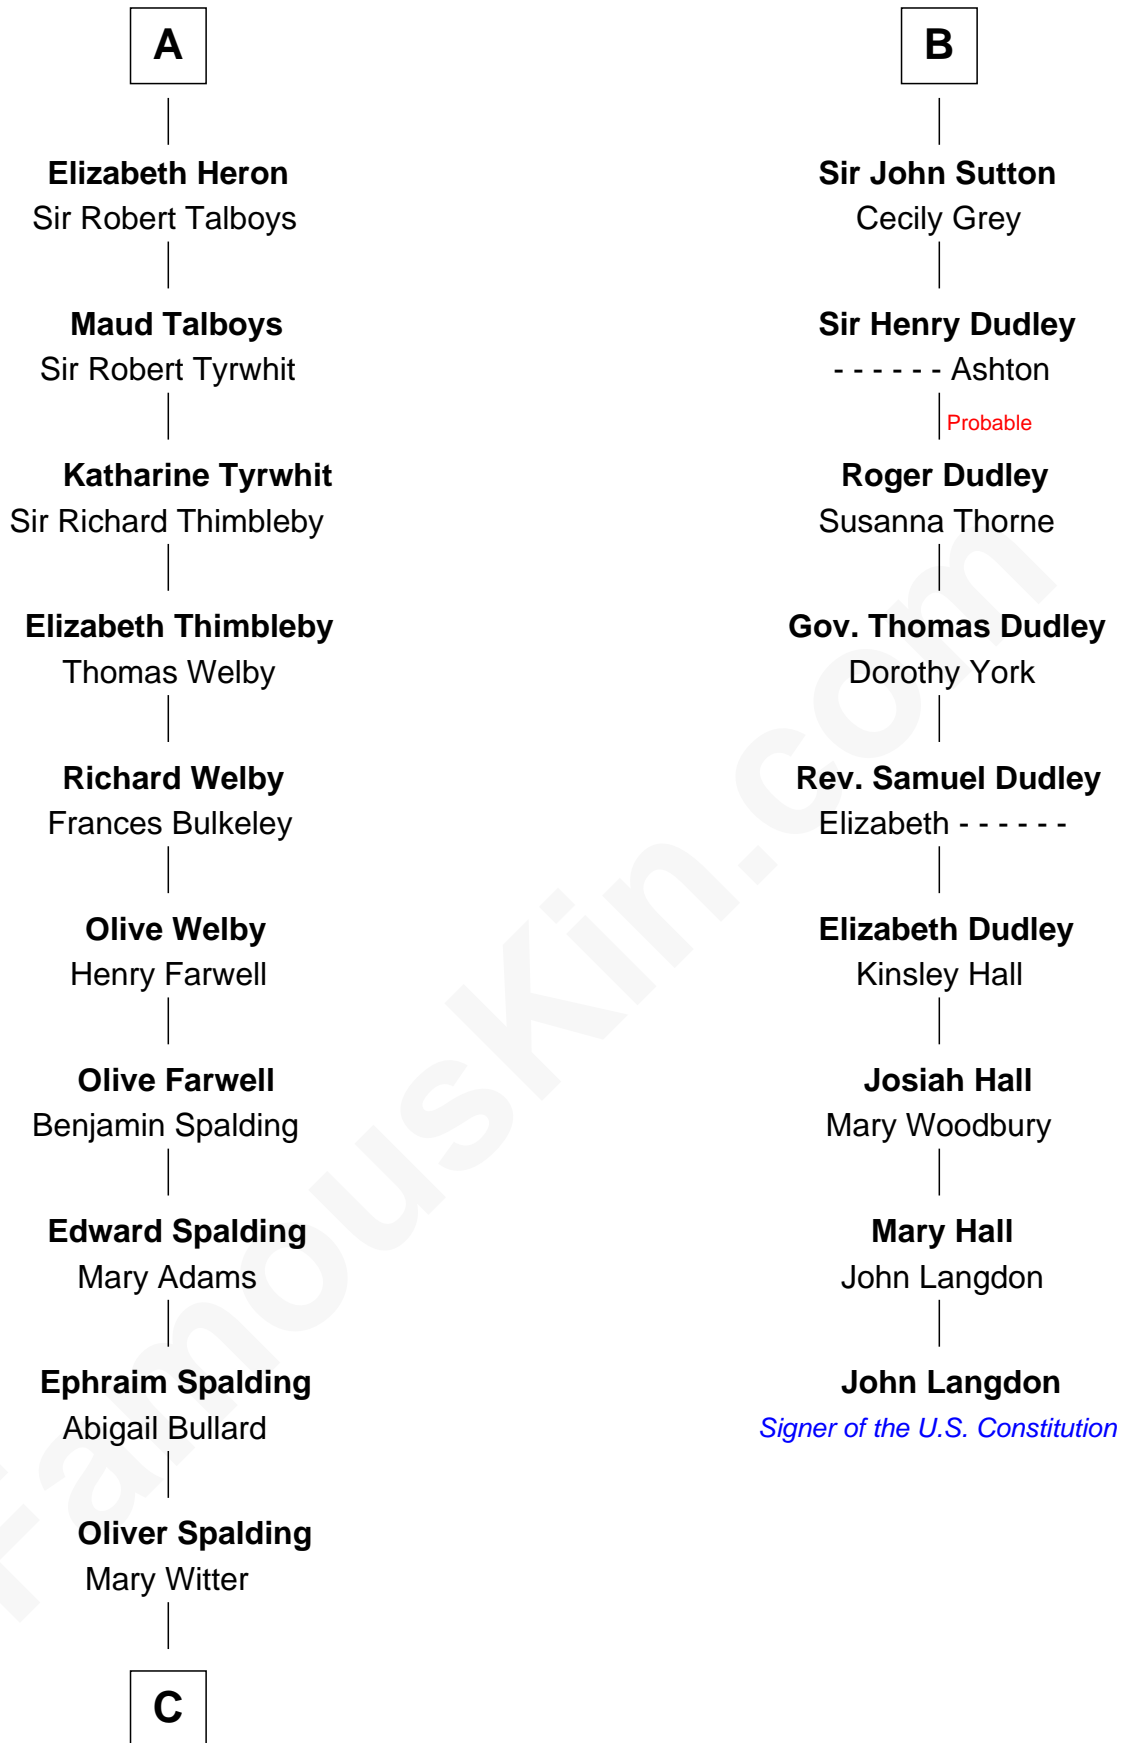 A
Elizabeth Heron
Sir Robert Talboys
Maud Talboys
Sir Robert Tyrwhit
Katharine Tyrwhit
Sir Richard Thimbleby
Elizabeth Thimbleby
Thomas Welby
Richard Welby
Frances Bulkeley
Olive Welby
Henry Farwell
Olive Farwell
Benjamin Spalding
Edward Spalding
Mary Adams
Ephraim Spalding
Abigail Bullard
Oliver Spalding
Mary Witter
C
B
Sir John Sutton
Cecily Grey
Sir Henry Dudley
- - - - - - Ashton
Probable
Roger Dudley
Susanna Thorne
Gov. Thomas Dudley
Dorothy York
Rev. Samuel Dudley
Elizabeth - - - - - -
Elizabeth Dudley
Kinsley Hall
Josiah Hall
Mary Woodbury
Mary Hall
John Langdon
John Langdon
Signer of the U.S. Constitution
FamousKin.com